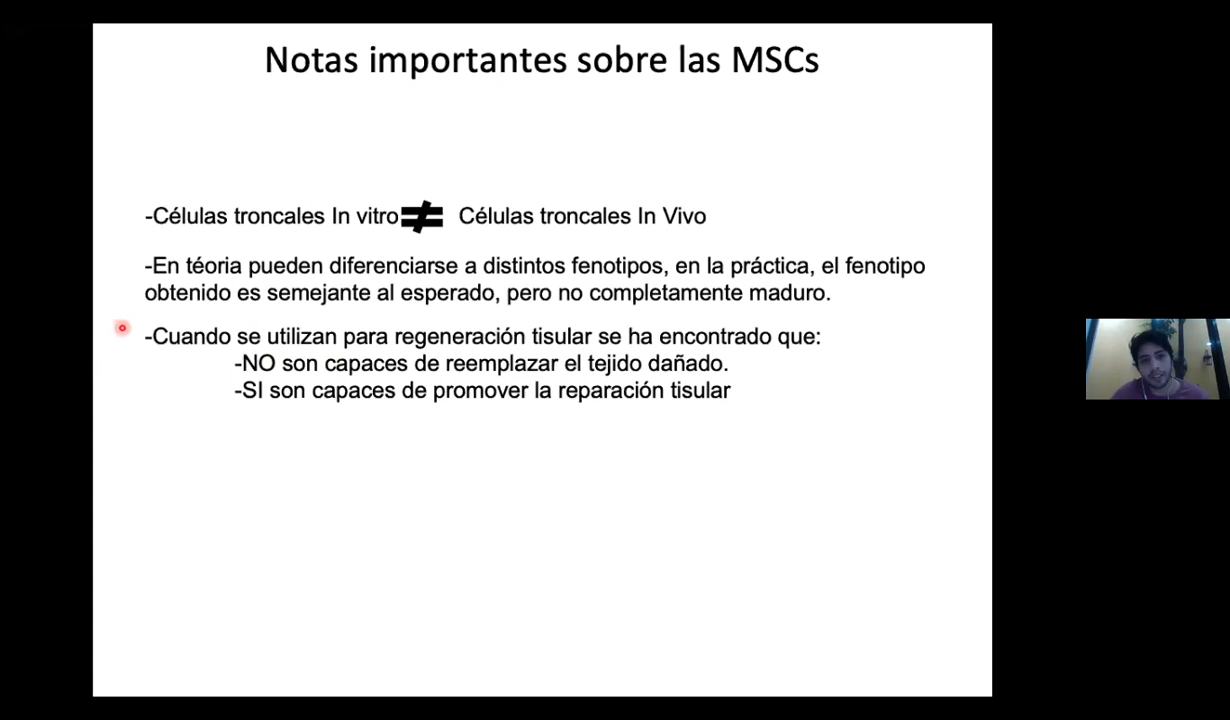 Notas importantes sobre las MSCs
-Células troncales In vitro ≠ Células troncales In Vivo
-En téoria pueden diferenciarse a distintos fenotipos, en la práctica, el fenotipo
obtenido es semejante al esperado, pero no completamente maduro.
-Cuando se utilizan para regeneración tisular se ha encontrado que:
-NO son capaces de reemplazar el tejido dañado.
-SI son capaces de promover la reparación tisular